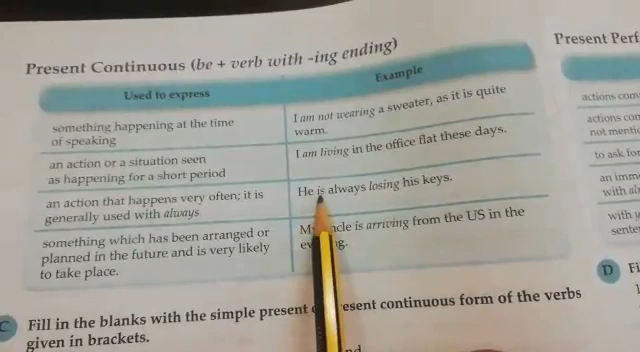 Present Continuous (be + verb with -ing ending)
Used to express
Example
something happening at the time
of speaking
I am not wearing a sweater, as it is quite
warm.
an action or a situation seen
as happening for a short period
I am living in the office flat these days.
an action that happens very often; it is
generally used with always
He is always losing his keys.
something which has been arranged or
planned in the future and is very likely
to take place.
is arriving from the US in the
C Fill in the blanks with the simple present continuous form of the verbs
given in brackets.
Present
actions
actions
not
to ask for
an
with
with
D